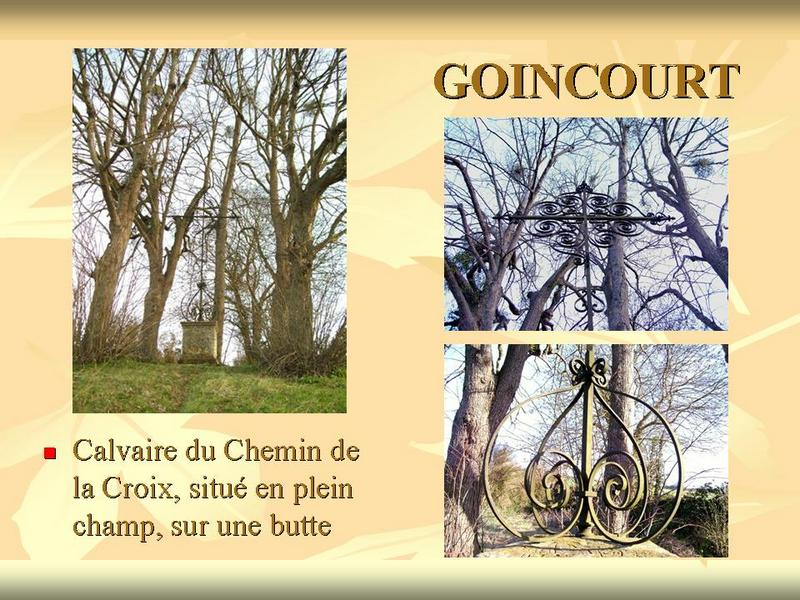 GOINCOURT
Calvaire du Chemin de
la Croix, situé en plein
champ, sur une butte